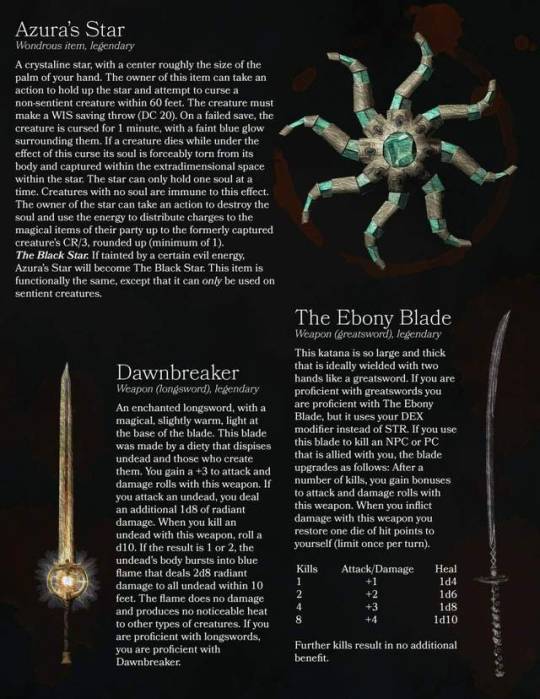 Azura's Star
Wondrous item, legendary
A crystaline star, with a center roughly the size of the
palm of your hand. The owner of this item can take an
action to hold up the star and attempt to curse a
non-sentient creature within 60 feet. The creature must
make a WIS saving throw (DC 20). On a failed save, the
creature is cursed for 1 minute, with a faint blue glow
surrounding them. If a creature dies while under the
effect of this curse its soul is forceably torn from its
body and captured within the extradimensional space
within the star. The star can only hold one soul at a
time. Creatures with no soul are immune to this effect.
The owner of the star can take an action to destroy the
soul and use the energy to distribute charges to the
magical items of their party up to the formerly captured
creature's CR/3, rounded up (minimum of 1).
The Black Star. If tainted by a certain evil energy,
Azura's Star will become The Black Star. This item is
functionally the same, except that it can only be used on
sentient creatures.
Dawnbreaker
Weapon (longsword), legendary
An enchanted longsword, with a
magical, slightly warm, light at
the base of the blade. This blade
was made by a diety that dispises
undead and those who create
them. You gain a +3 to attack and
damage rolls with this weapon. If
you attack an undead, you deal
an additional 1d8 of radiant
damage. When you kill an
undead with this weapon, roll a
d10. If the result is 1 or 2, the
undead's body bursts into blue
flame that deals 2d8 radiant
damage to all undead within 10
feet. The flame does no damage
and produces no noticeable heat
to other types of creatures. If you
are proficient with longswords,
you are proficient with
Dawnbreaker.
The Ebony Blade
Weapon (greatsword), legendary
This katana is so large and thick
that is ideally wielded with two
hands like a greatsword. If you are
proficient with greatswords you
are proficient with The Ebony
Blade, but it uses your DEX
modifier instead of STR. If you use
this blade to kill an NPC or PC
that is allied with you, the blade
upgrades as follows: After a
number of kills, you gain bonuses
to attack and damage rolls with
this weapon. When you inflict
damage with this weapon you
restore one die of hit points to
yourself (limit once per turn).
Kills Attack/Damage Heal
1 +1 1d4
2 +2 1d6
4 +3 1d8
8 +4 1d10
Further kills result in no additional
benefit.